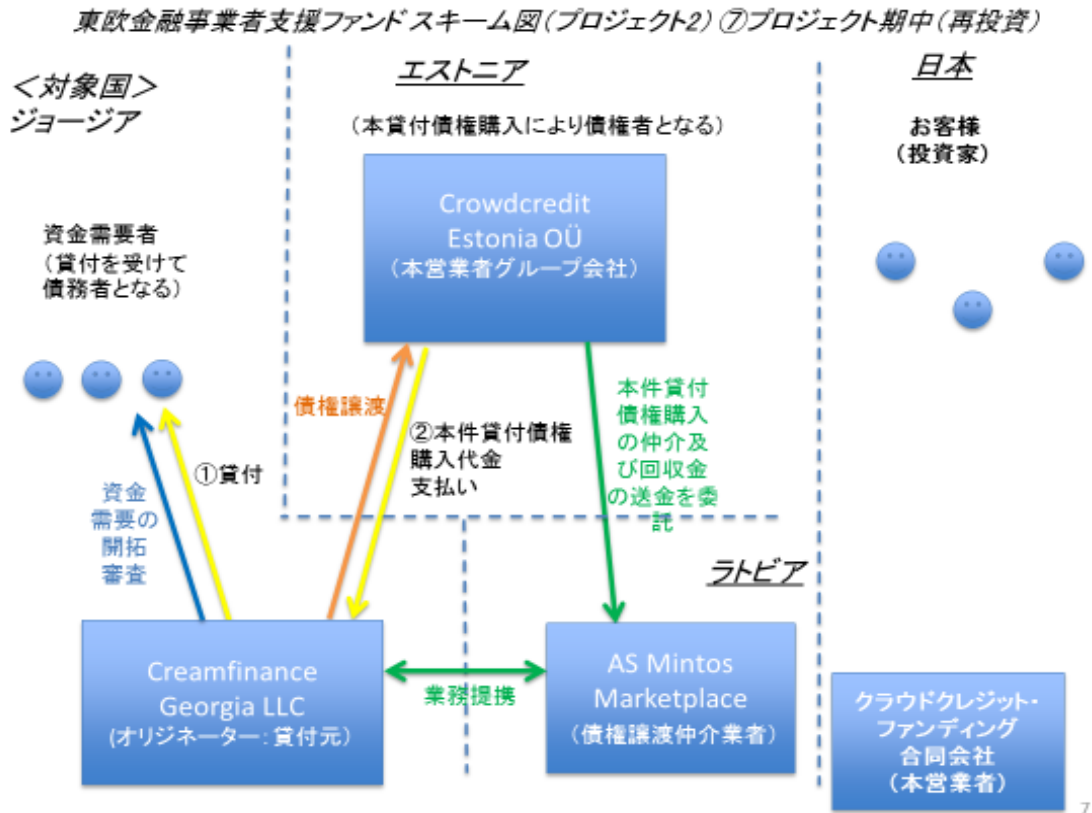 東欧金融事業者支援ファンド スキーム図(プロジェクト2) ⑦プロジェクト期中(再投資)
<対象国>
ジョージア
エストニア
日本
(本貸付債権購入により債権者となる)
お客様
(投資家)
Crowdcredit
Estonia OÜ
(本営業者グループ会社)
資金需要者
(貸付を受けて
債務者となる)
債権譲渡
②本件貸付債権
購入代金
支払い
本件貸付
債権購入
の仲介及
び回収金
の送金を委
託
①貸付
資金
需要の
開拓
審査
ラトビア
Creamfinance
Georgia LLC
(オリジネーター:貸付元)
業務提携
AS Mintos
Marketplace
(債権譲渡仲介業者)
クラウドクレジット・
ファンディング
合同会社
(本営業者)
7